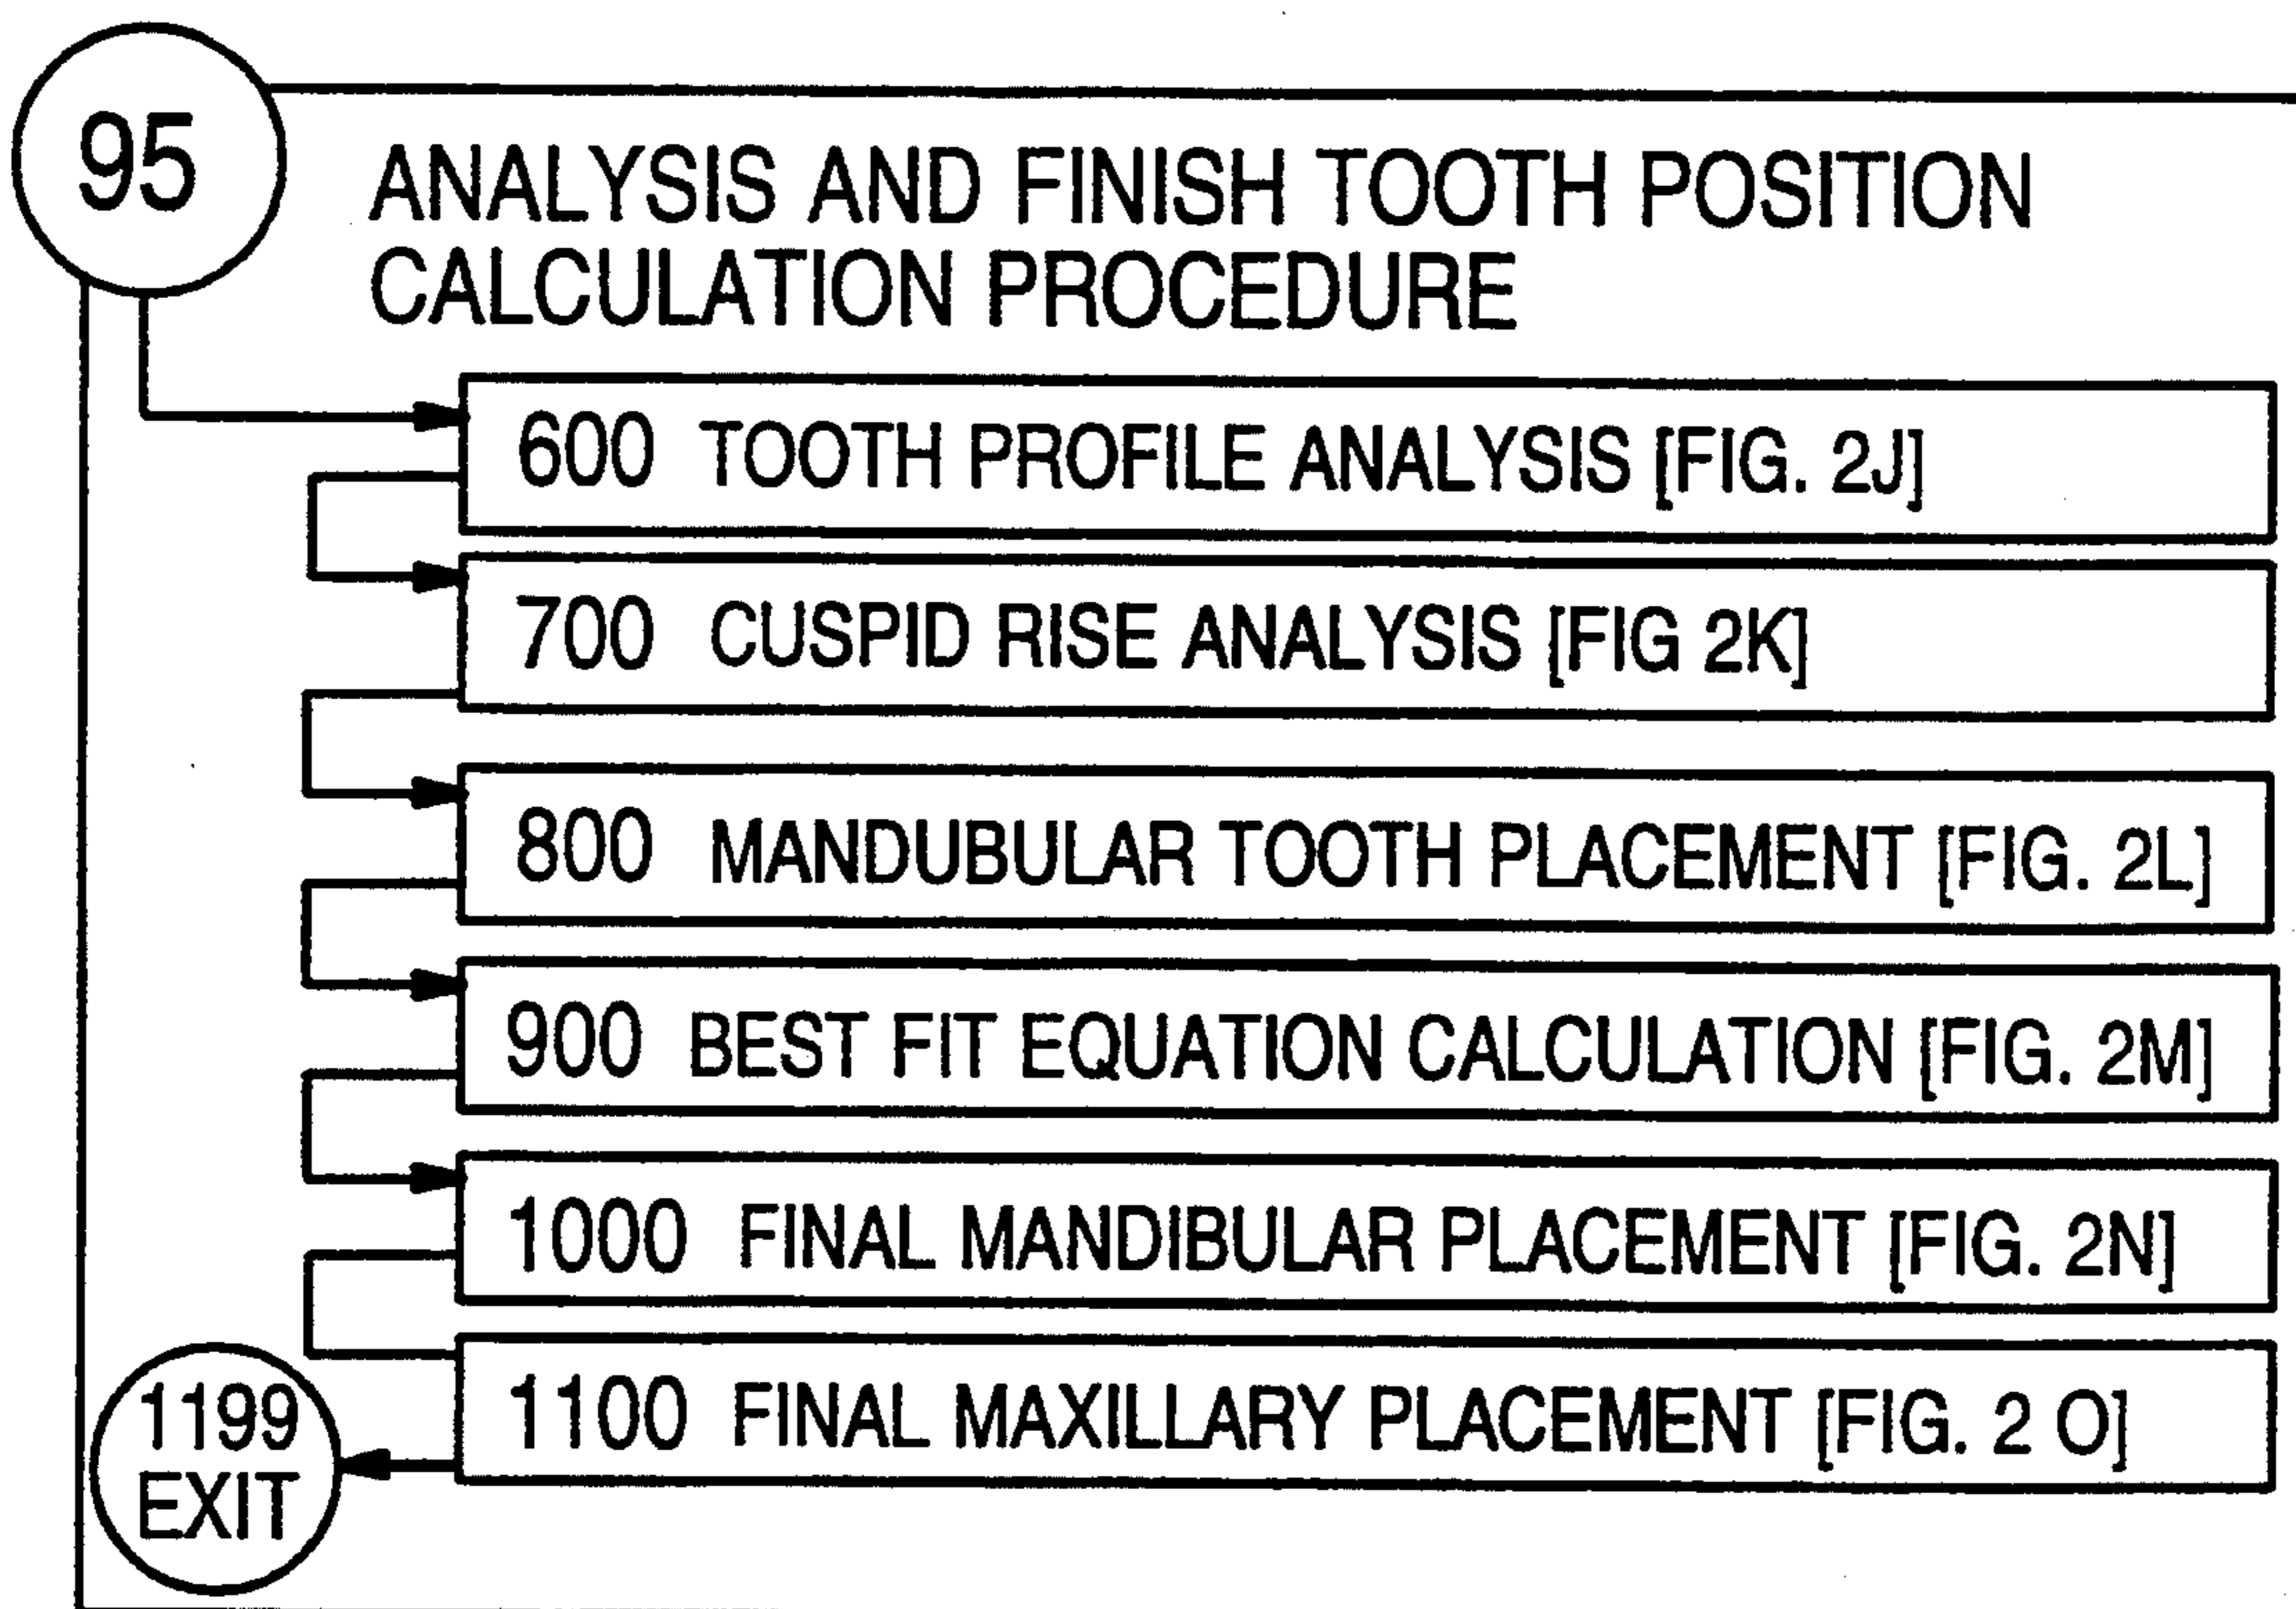 95
ANALYSIS AND FINISH TOOTH POSITION
CALCULATION PROCEDURE
600 TOOTH PROFILE ANALYSIS [FIG. 2J]
700 CUSPID RISE ANALYSIS [FIG 2K]
800 MANDUBULAR TOOTH PLACEMENT [FIG. 2L]
900 BEST FIT EQUATION CALCULATION [FIG. 2M]
1000 FINAL MANDIBULAR PLACEMENT [FIG. 2N]
1100 FINAL MAXILLARY PLACEMENT [FIG. 2 O]
1199
EXIT